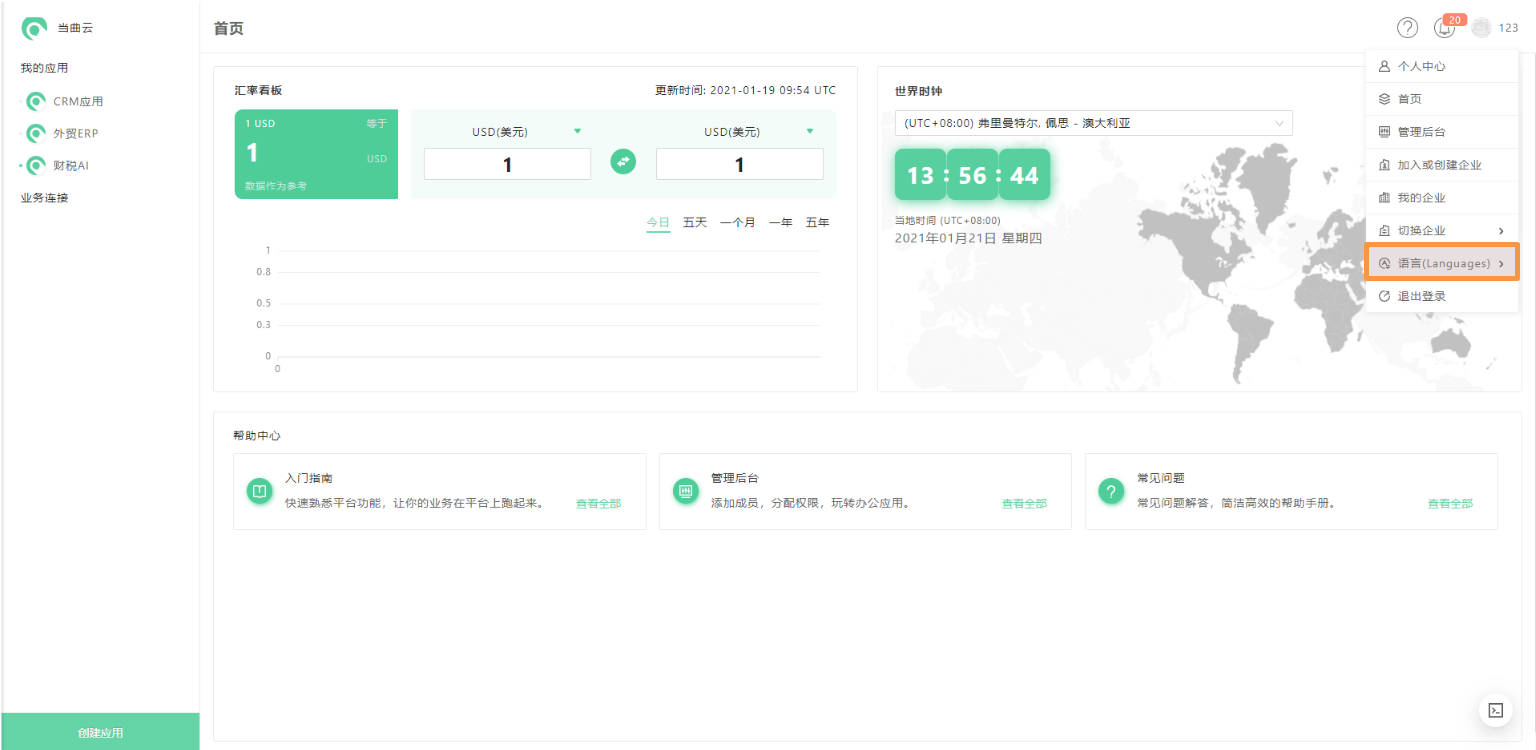 当曲云
首页
20
123
我的应用
CRM应用
外贸ERP
财税AI
业务连接
创建应用
汇率看板
更新时间: 2021-01-19 09:54 UTC
1 USD
等于
1
USD
数据作为参考
USD(美元)
USD(美元)
1
1
今日 五天 一个月 一年 五年
1
0.8
0.5
0.3
0
0
世界时钟
(UTC+08:00) 弗里曼特尔, 佩思 - 澳大利亚
13 : 56 : 44
当地时间 (UTC+08:00)
2021年01月21日 星期四
个人中心
首页
管理后台
加入或创建企业
我的企业
切换企业
语言(Languages)
退出登录
帮助中心
入门指南
快速熟悉平台功能，让你的业务在平台上跑起来。
查看全部
管理后台
添加成员，分配权限，玩转办公应用。
查看全部
常见问题
常见问题解答，简洁高效的帮助手册。
查看全部